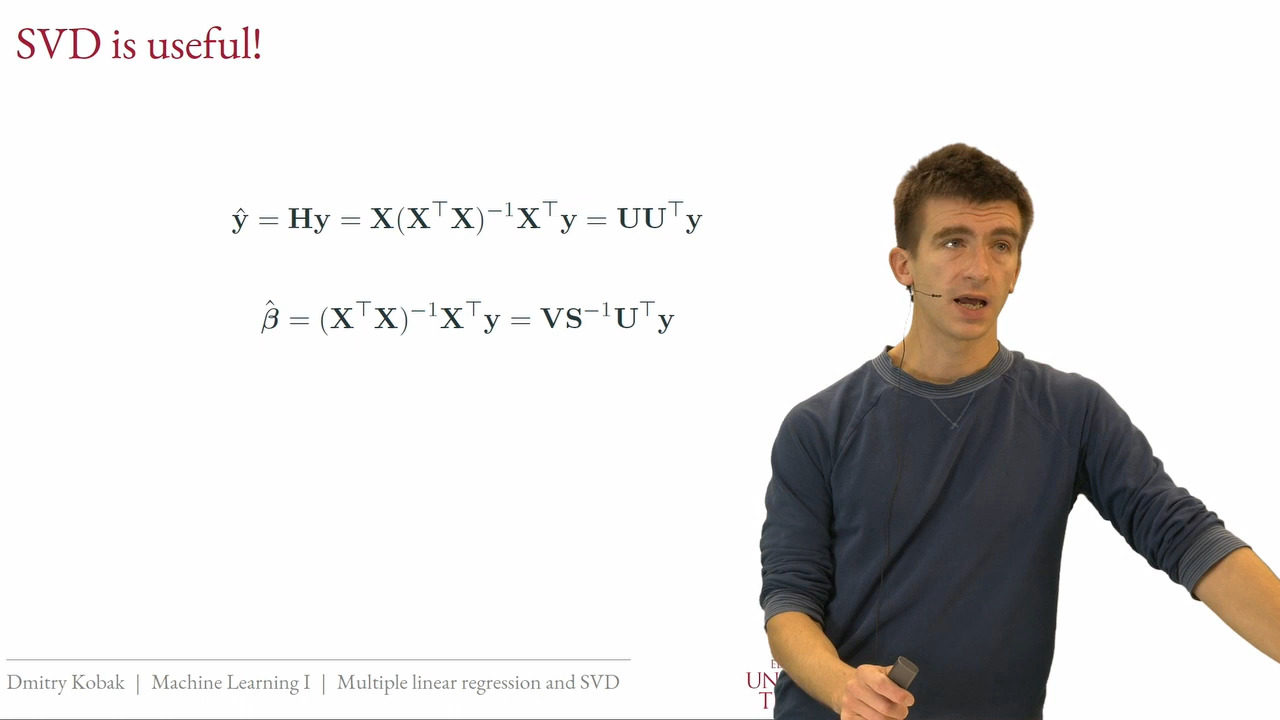 SVD is useful!
ŷ = Hy = X(X⊤X)⁻¹X⊤y = UU⊤y
β̂ = (X⊤X)⁻¹X⊤y = VS⁻¹U⊤y
Dmitry Kobak | Machine Learning I | Multiple linear regression and SVD